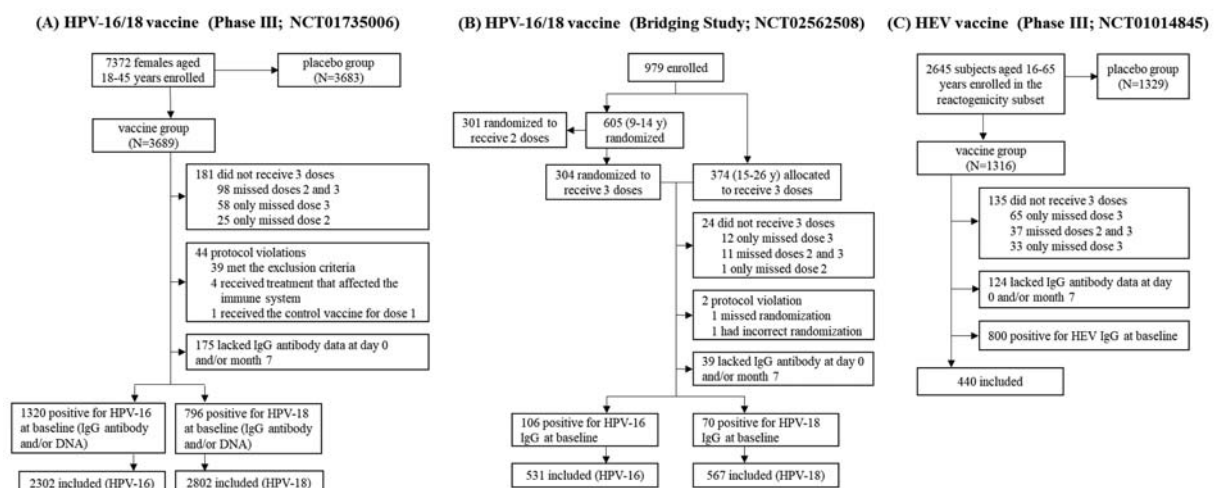 (A) HPV-16/18 vaccine (Phase III; NCT01735006)
7372 females aged
18-45 years enrolled
placebo group
(N=3683)
vaccine group
(N=3689)
181 did not receive 3 doses
98 missed doses 2 and 3
58 only missed dose 3
25 only missed dose 2
44 protocol violations
39 met the exclusion criteria
4 received treatment that affected the
immune system
1 received the control vaccine for dose 1
175 lacked IgG antibody data at day 0
and/or month 7
1320 positive for HPV-16
at baseline (IgG antibody
and/or DNA)
796 positive for HPV-18
at baseline (IgG antibody
and/or DNA)
2302 included (HPV-16)
2802 included (HPV-18)
(B) HPV-16/18 vaccine (Bridging Study; NCT02562508)
979 enrolled
301 randomized to
receive 2 doses
605 (9-14 y)
randomized
304 randomized to
receive 3 doses
374 (15-26 y) allocated
to receive 3 doses
24 did not receive 3 doses
12 only missed dose 3
11 missed doses 2 and 3
1 only missed dose 2
2 protocol violation
1 missed randomization
1 had incorrect randomization
39 lacked IgG antibody at day 0
and/or month 7
106 positive for HPV-16
IgG at baseline
70 positive for HPV-18
IgG at baseline
531 included (HPV-16)
567 included (HPV-18)
(C) HEV vaccine (Phase III; NCT01014845)
2645 subjects aged 16-65
years enrolled in the
reactogenicity subset
placebo group
(N=1329)
vaccine group
(N=1316)
135 did not receive 3 doses
65 only missed dose 3
37 missed doses 2 and 3
33 only missed dose 3
124 lacked IgG antibody data at day
0 and/or month 7
800 positive for HEV IgG at baseline
440 included